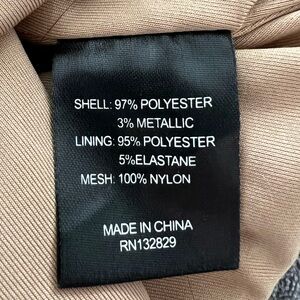 SHELL: 97% POLYESTER
3% METALLIC
LINING: 95% POLYESTER
5%ELASTANE
MESH: 100% NYLON
MADE IN CHINA
RN132829